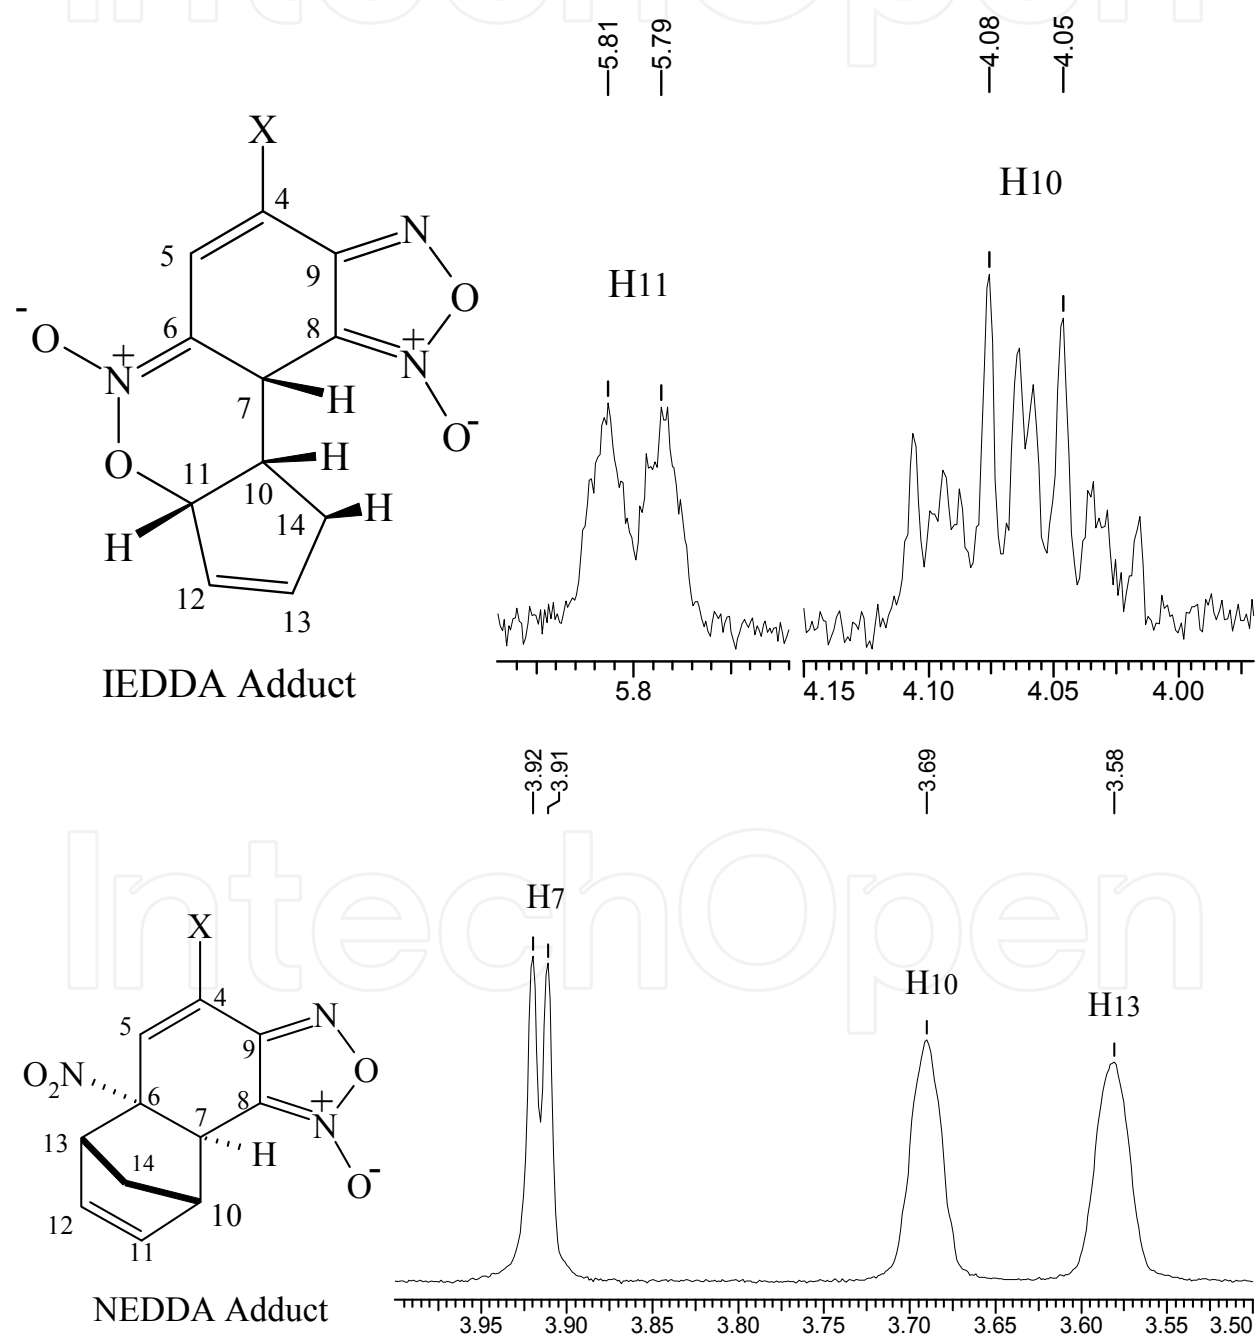 IntechOpen
5.81
5.79
4.08
4.05
X
H10
4
N
5
9
H11
O
-
O
6
8
+
N
+
N
7
H
O-
O
H
11
10
14
H
H
12
13
IEDDA Adduct
5.8
4.15 4.10 4.05 4.00
3.92
3.91
3.69
3.58
IntechOpen
H7
X
H10
H13
4
N
5
9
O2N
O
6
7
8
+
N
13
H
14
O-
12
10
11
NEDDA Adduct
3.95 3.90 3.85 3.80 3.75 3.70 3.65 3.60 3.55 3.50